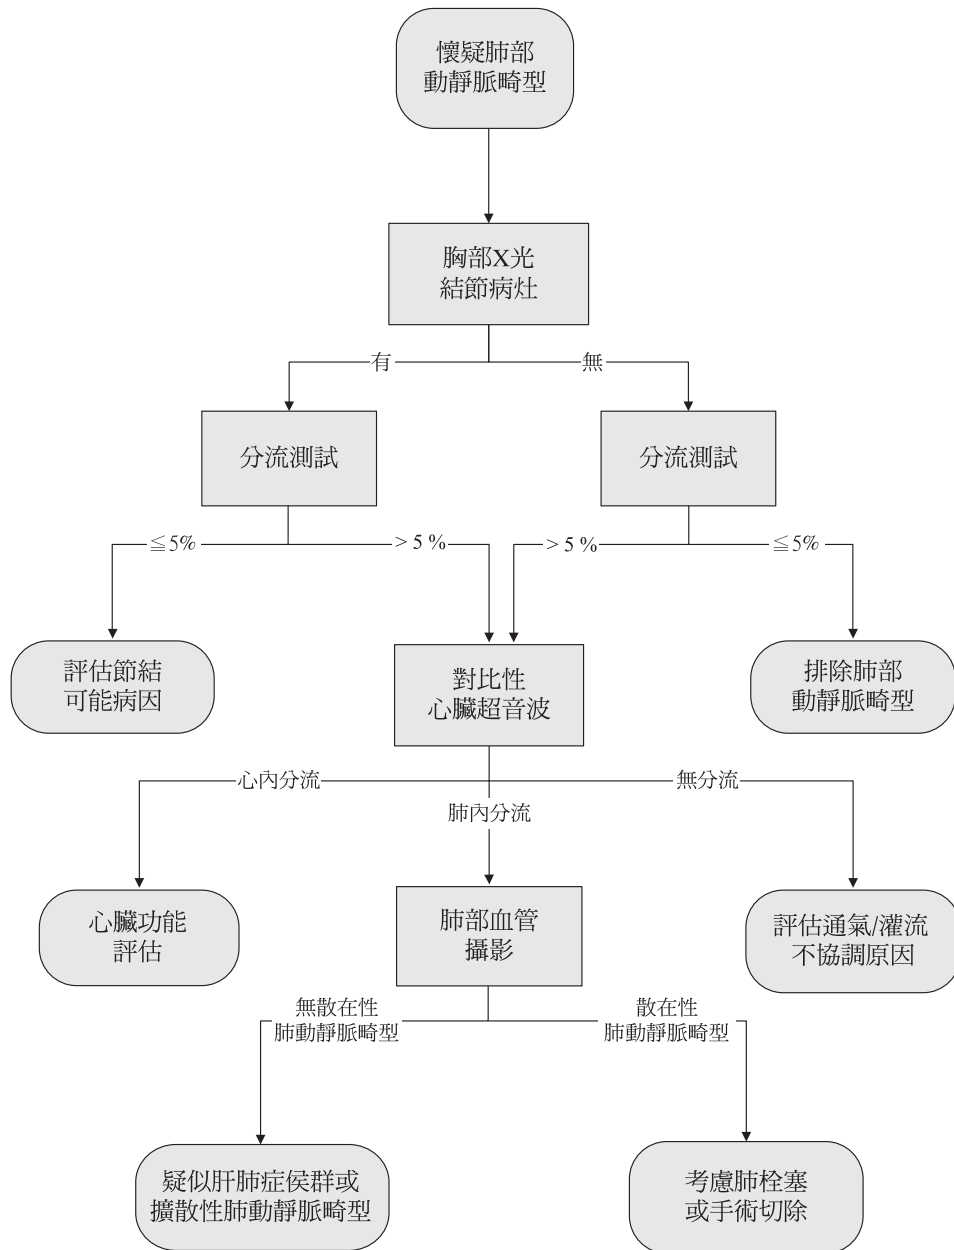 懷疑肺部
動靜脈畸型
胸部X光
結節病灶
有
無
分流測試
分流測試
≦5%
> 5 %
> 5 %
≦5%
評估節結
可能病因
對比性
心臟超音波
排除肺部
動靜脈畸型
心內分流
肺內分流
無分流
心臟功能
評估
肺部血管
攝影
評估通氣/灌流
不協調原因
無散在性
肺動靜脈畸型
散在性
肺動靜脈畸型
疑似肝肺症侯群或
擴散性肺動靜脈畸型
考慮肺栓塞
或手術切除